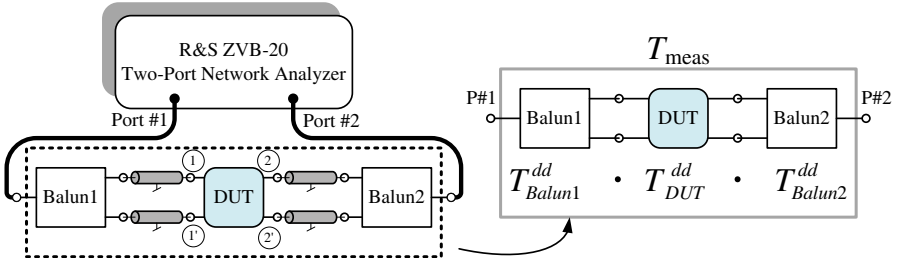 R&S ZVB-20
Two-Port Network Analyzer
Port #1
Port #2
Balun1
1
1'
DUT
2
2'
Balun2
T_meas
P#1
Balun1
DUT
Balun2
P#2
T^dd_Balun1 · T^dd_DUT · T^dd_Balun2